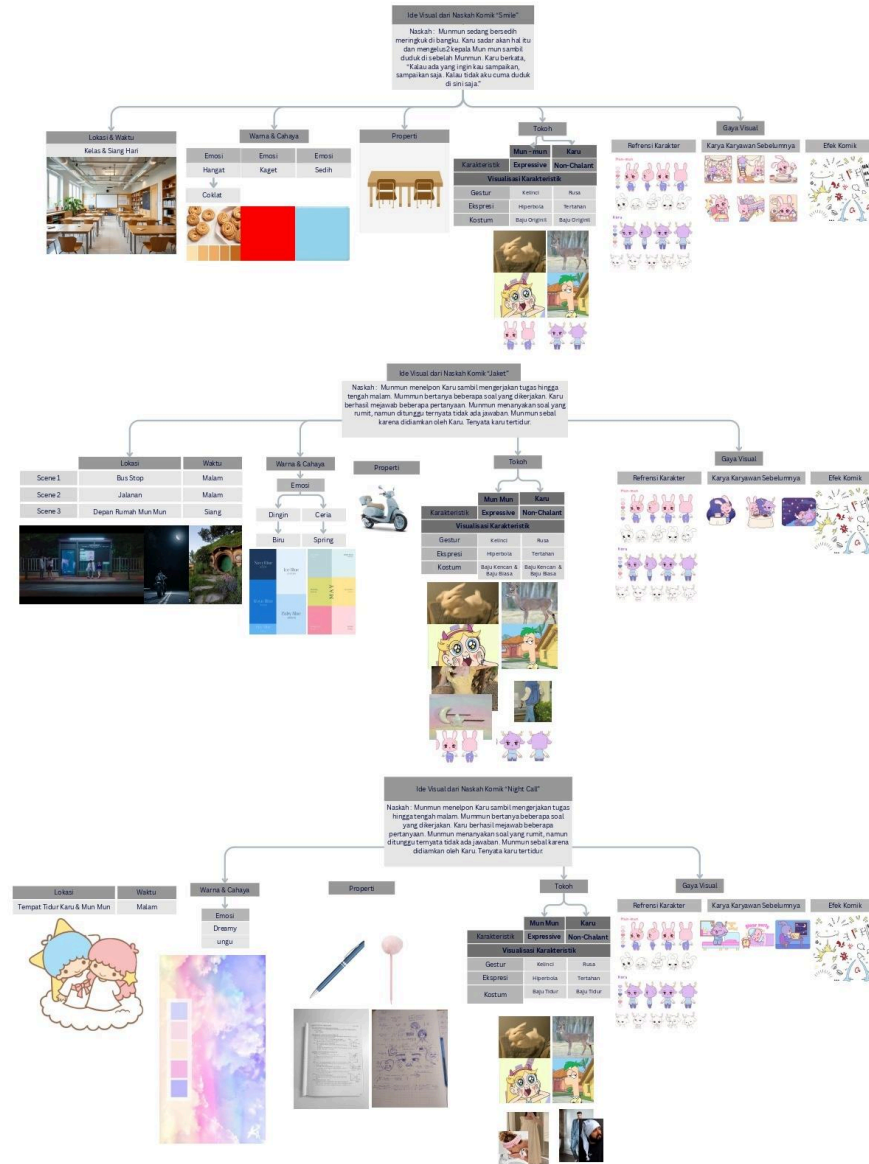 Ide Visual dari Naskah Komik “Smile”
Naskah : Munmun sedang bersedih
meringkuk di bangku. Karu sadar akan hal itu
dan mengelus2 kepala Mun mun sambil
duduk di sebelah Munmun. Karu berkata,
“Kalau ada yang ingin kau sampaikan,
sampaikan saja. Kalau tidak aku cuma duduk
di sini saja.”
Lokasi & Waktu
Kelas & Siang Hari
Warna & Cahaya
Emosi Emosi Emosi
Hangat Kaget Sedih
Coklat
Properti
Tokoh
Mun - mun Karu
Karakteristik Expressive Non-Chalant
Visualisasi Karakteristik
Gestur Kelinci Rusa
Ekspresi Hiperbola Tertahan
Kostum Baju Originil Baju Originil
Gaya Visual
Refrensi Karakter Karya Karyawan Sebelumnya Efek Komik
Ide Visual dari Naskah Komik “Jaket”
Naskah : Munmun menelpon Karu sambil mengerjakan tugas hingga
tengah malam. Mummun bertanya beberapa soal yang dikerjakan. Karu
berhasil mejawab beberapa pertanyaan. Munmun menanyakan soal yang
rumit, namun ditunggu ternyata tidak ada jawaban. Munmun sebal
karena didiamkan oleh Karu. Tenyata karu tertidur.
Lokasi Waktu
Scene 1 Bus Stop Malam
Scene 2 Jalanan Malam
Scene 3 Depan Rumah Mun Mun Siang
Warna & Cahaya
Emosi
Dingin Ceria
Biru Spring
MAY
Properti
Tokoh
Mun Mun Karu
Karakteristik Expressive Non-Chalant
Visualisasi Karakteristik
Gestur Kelinci Rusa
Ekspresi Hiperbola Tertahan
Kostum Baju Kencan & Baju Kencan &
Baju Biasa Baju Biasa
Gaya Visual
Refrensi Karakter Karya Karyawan Sebelumnya Efek Komik
Ide Visual dari Naskah Komik “Night Call”
Naskah : Munmun menelpon Karu sambil mengerjakan tugas
hingga tengah malam. Mummun bertanya beberapa soal
yang dikerjakan. Karu berhasil mejawab beberapa
pertanyaan. Munmun menanyakan soal yang rumit, namun
ditunggu ternyata tidak ada jawaban. Munmun sebal karena
didiamkan oleh Karu. Tenyata karu tertidur.
Lokasi Waktu
Tempat Tidur Karu & Mun Mun Malam
Warna & Cahaya
Emosi
Dreamy
ungu
Properti
Tokoh
Mun Mun Karu
Karakteristik Expressive Non-Chalant
Visualisasi Karakteristik
Gestur Kelinci Rusa
Ekspresi Hiperbola Tertahan
Kostum Baju Tidur Baju Tidur
Gaya Visual
Refrensi Karakter Karya Karyawan Sebelumnya Efek Komik